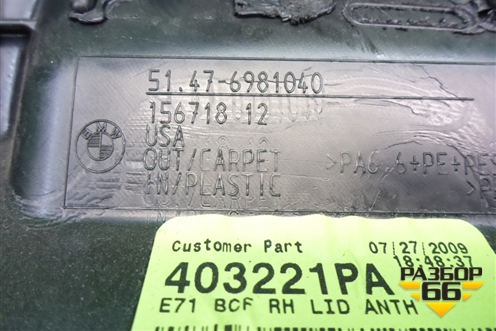 51.47-6981040
156718 12
USA
OUT/CARPET >PA6.6+PE+PES
IN/PLASTIC
BMW
Customer Part 07/27/2009
18:48:37
403221PA
E71 BCF RH LID ANTH
РАЗБОР
66